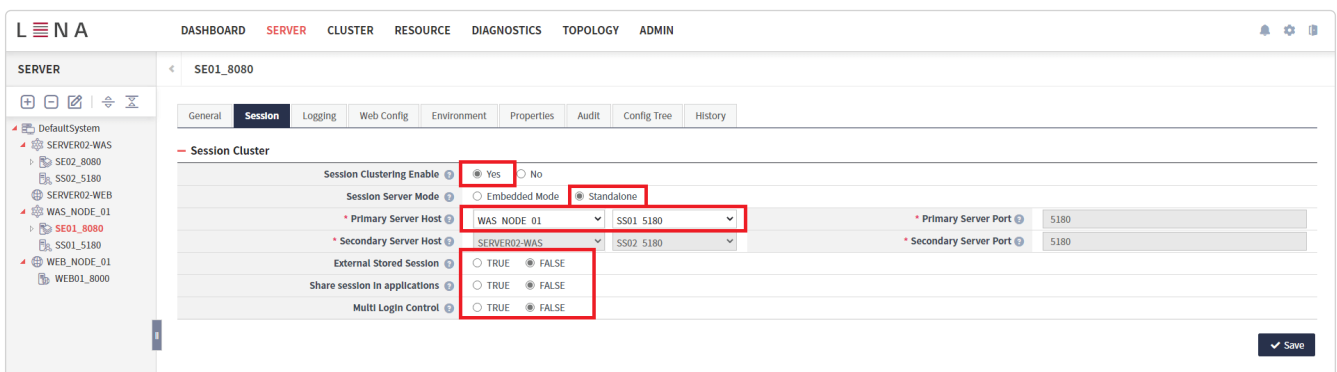 LENA DASHBOARD SERVER CLUSTER RESOURCE DIAGNOSTICS TOPOLOGY ADMIN
SERVER < SE01_8080
General Session Logging Web Config Environment Properties Audit Config Tree History
DefaultSystem
SERVER02-WAS
SE02_8080
SS02_5180
SERVER02-WEB
WAS_NODE_01
SE01_8080
SS01_5180
WEB_NODE_01
WEB01_8000
Session Cluster
Session Clustering Enable Yes No
Session Server Mode Embedded Mode Standalone
* Primary Server Host WAS_NODE_01 SS01_5180 * Primary Server Port 5180
* Secondary Server Host SERVER02-WAS SS02_5180 * Secondary Server Port 5180
External Stored Session TRUE FALSE
Share session in applications TRUE FALSE
Multi Login Control TRUE FALSE
Save